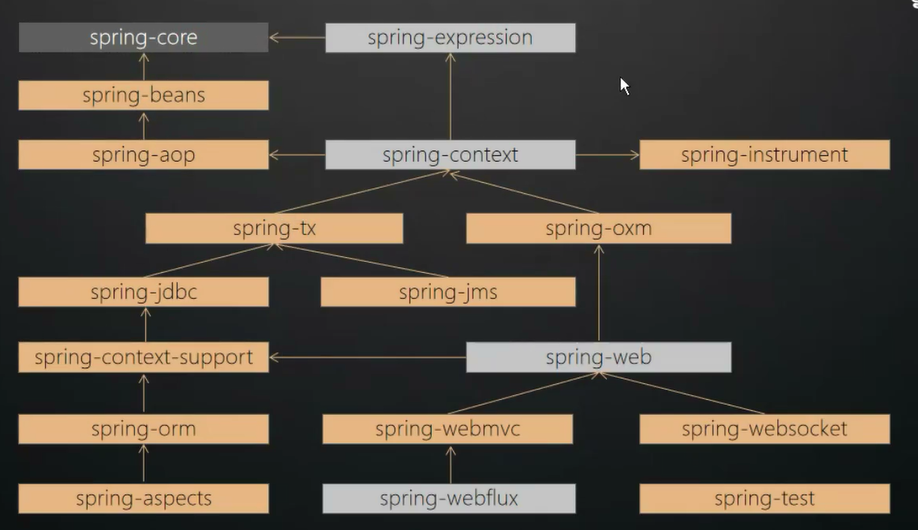 spring-core
spring-expression
spring-beans
spring-aop
spring-context
spring-instrument
spring-tx
spring-oxm
spring-jdbc
spring-jms
spring-context-support
spring-web
spring-orm
spring-webmvc
spring-websocket
spring-aspects
spring-webflux
spring-test